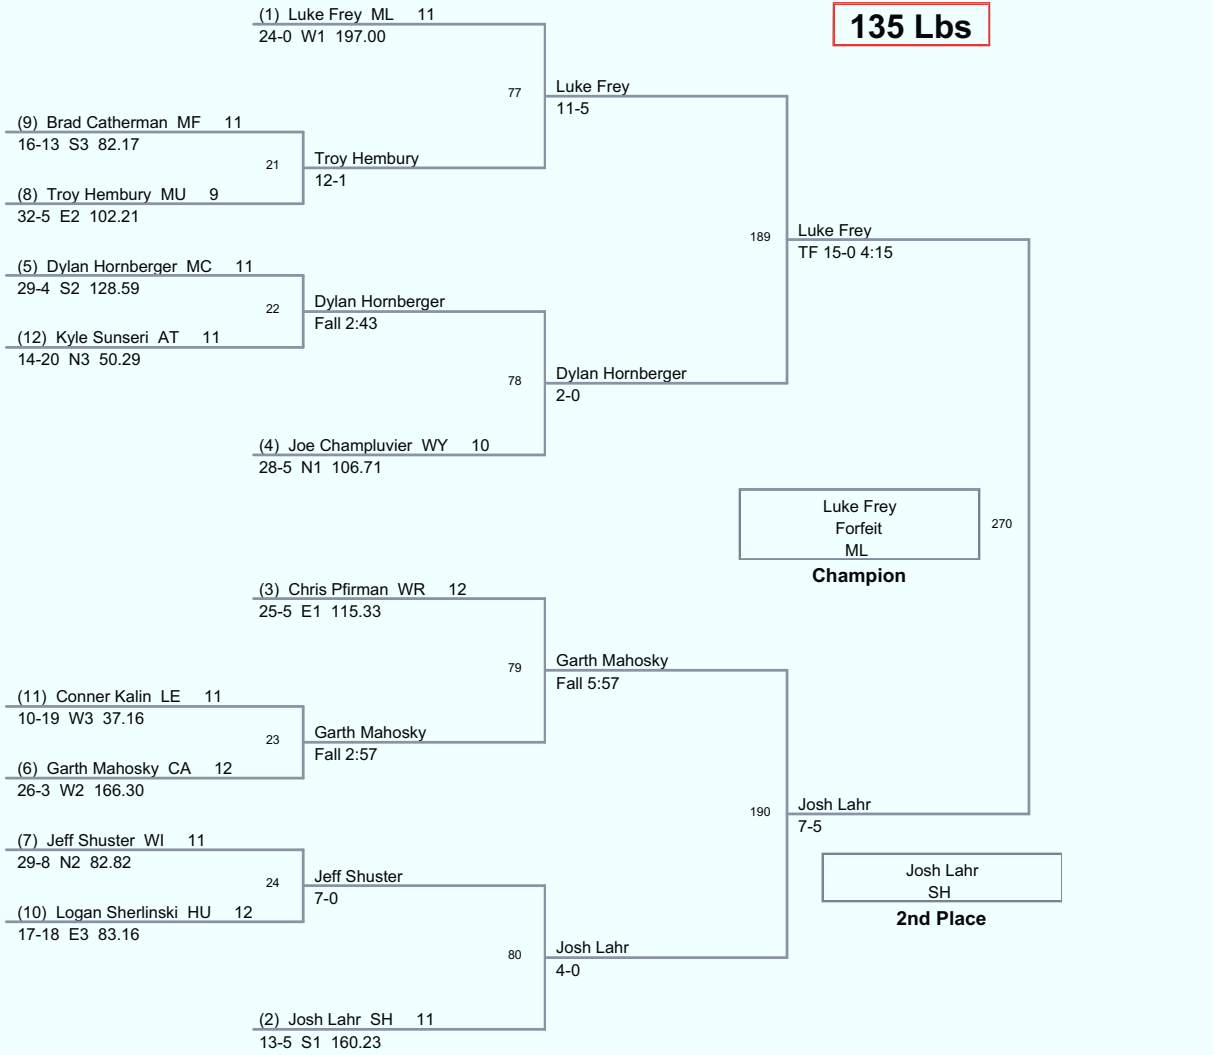 135 Lbs
(1) Luke Frey ML 11
24-0 W1 197.00
77
Luke Frey
11-5
(9) Brad Catherman MF 11
16-13 S3 82.17
21
Troy Hembury
12-1
(8) Troy Hembury MU 9
32-5 E2 102.21
189
Luke Frey
TF 15-0 4:15
(5) Dylan Hornberger MC 11
29-4 S2 128.59
22
Dylan Hornberger
Fall 2:43
(12) Kyle Sunseri AT 11
14-20 N3 50.29
78
Dylan Hornberger
2-0
(4) Joe Champluvier WY 10
28-5 N1 106.71
Luke Frey
Forfeit
ML
270
Champion
(3) Chris Pfirman WR 12
25-5 E1 115.33
79
Garth Mahosky
Fall 5:57
(11) Conner Kalin LE 11
10-19 W3 37.16
23
Garth Mahosky
Fall 2:57
(6) Garth Mahosky CA 12
26-3 W2 166.30
190
Josh Lahr
7-5
(7) Jeff Shuster WI 11
29-8 N2 82.82
24
Jeff Shuster
7-0
Josh Lahr
SH
2nd Place
(10) Logan Sherlinski HU 12
17-18 E3 83.16
80
Josh Lahr
4-0
(2) Josh Lahr SH 11
13-5 S1 160.23